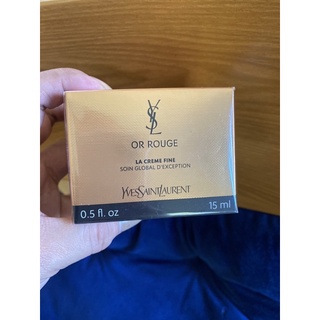 YSL
OR ROUGE
LA CREME FINE
SOIN GLOBAL D'EXCEPTION
YVESSAINTLAURENT
0.5 fl. oz 15 ml